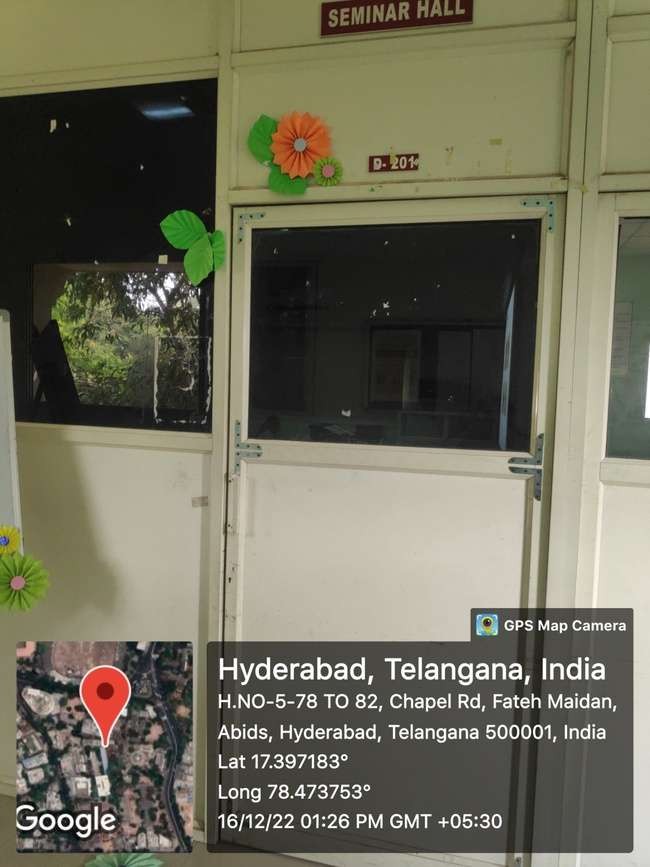 SEMINAR HALL
D-201
GPS Map Camera
Hyderabad, Telangana, India
H.NO-5-78 TO 82, Chapel Rd, Fateh Maidan,
Abids, Hyderabad, Telangana 500001, India
Lat 17.397183°
Long 78.473753°
16/12/22 01:26 PM GMT +05:30
Google